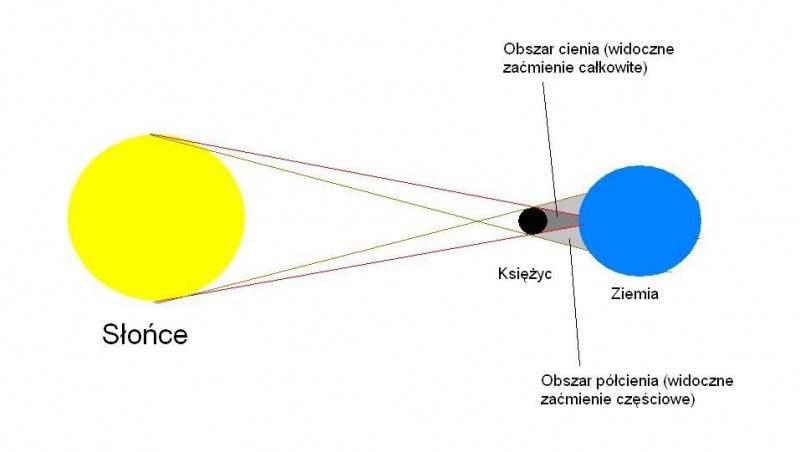 Obszar cienia (widoczne
zaćmienie całkowite)
Księżyc
Ziemia
Słońce
Obszar półcienia (widoczne
zaćmienie częściowe)